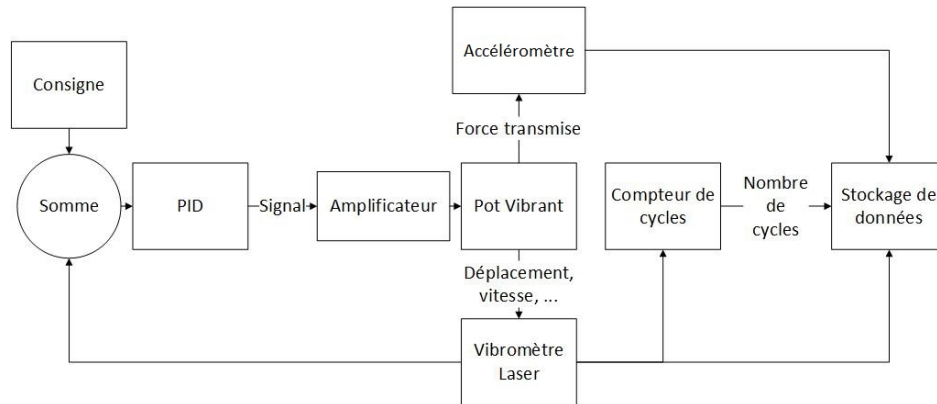 Accéléromètre
Consigne
Force transmise
Somme
PID
Signal
Amplificateur
Pot Vibrant
Compteur de
cycles
Nombre
de
cycles
Stockage de
données
Déplacement,
vitesse, ...
Vibromètre
Laser